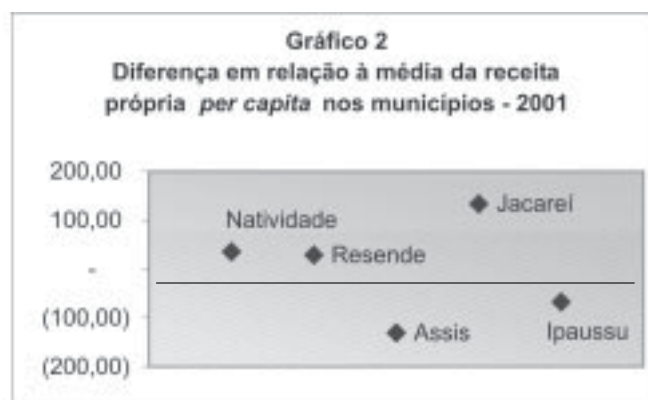 Gráfico 2
Diferença em relação à média da receita
própria per capita nos municípios - 2001
200,00
100,00
-
(100,00)
(200,00)
Natividade
Resende
Jacareí
Assis
Ipaussu